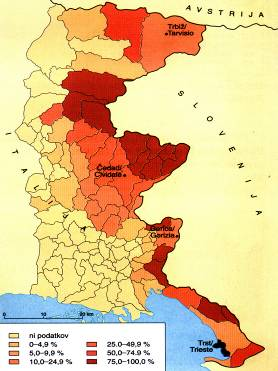 AVSTRIJA
Trbiž/
Tarvisio
SLOVENIJA
ITALIJA
Čedad/
Cividale
Gorica/
Gorizia
Trst/
Trieste
0 10 20 km
ni podatkov
0–4,9 %
5,0–9,9 %
10,0–24,9 %
25.0–49,9 %
50,0–74.9 %
75,0–100,0 %